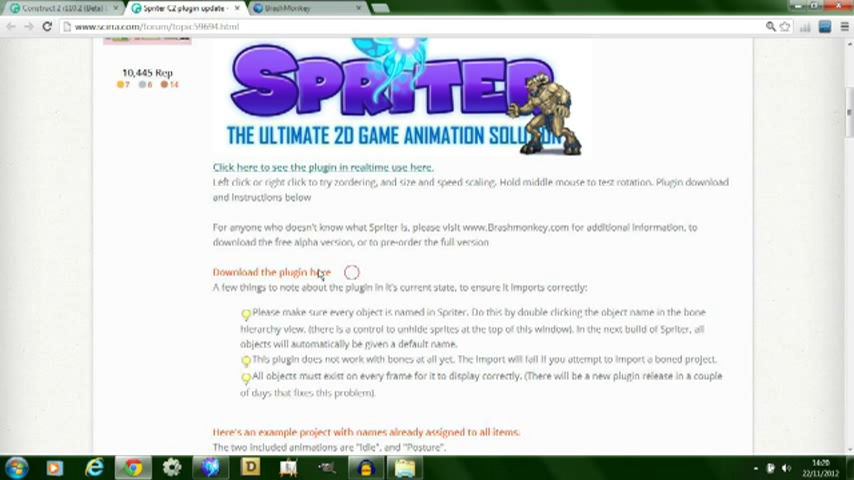 Construct 2 r110.2 (Beta)
Spriter C2 plugin update -
BrashMonkey
www.scirra.com/forum/topic59694.html
10,445 Rep
7 6 14
SPRITER
THE ULTIMATE 2D GAME ANIMATION SOLUTION
Click here to see the plugin in realtime use here.
Left click or right click to try zordering, and size and speed scaling. Hold middle mouse to test rotation. Plugin download
and instructions below
For anyone who doesn't know what Spriter is, please visit www.Brashmonkey.com for additional information, to
download the free alpha version, or to pre-order the full version
Download the plugin here
A few things to note about the plugin in it's current state, to ensure it imports correctly:
Please make sure every object is named in Spriter. Do this by double clicking the object name in the bone
hierarchy view. (there is a control to unhide sprites at the top of this window). In the next build of Spriter, all
objects will automatically be given a default name.
This plugin does not work with bones at all yet. The import will fail if you attempt to import a boned project.
All objects must exist on every frame for it to display correctly. (There will be a new plugin release in a couple
of days that fixes this problem).
Here's an example project with names already assigned to all items.
The two included animations are "Idle", and "Posture".
D
14:20
22/11/2012